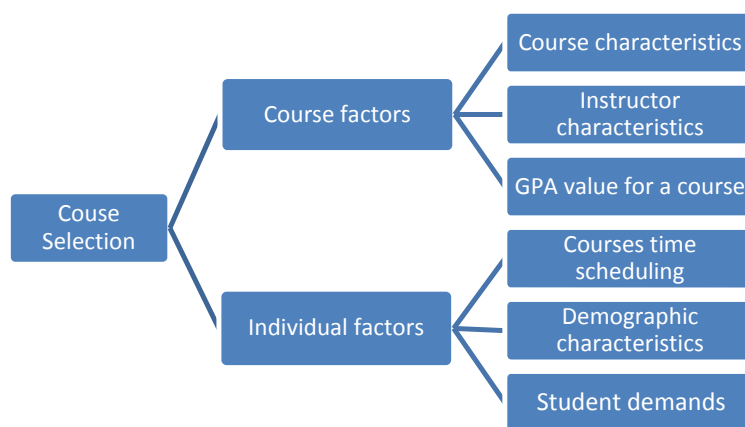 Course characteristics
Instructor
characteristics
Course factors
GPA value for a course
Couse
Selection
Courses time
scheduling
Individual factors
Demographic
characteristics
Student demands